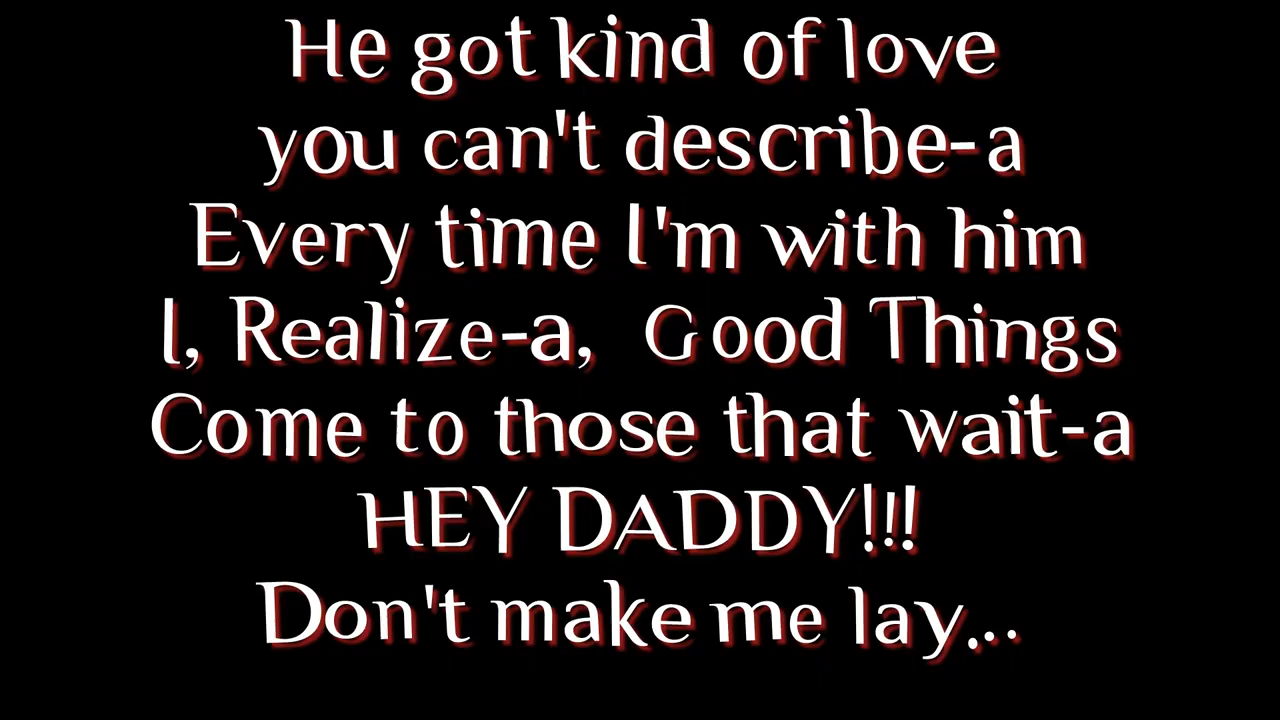 He got kind of love
you can't describe-a
Every time I'm with him
I, Realize-a, Good Things
Come to those that wait-a
HEY DADDY!!!
Don't make me lay...